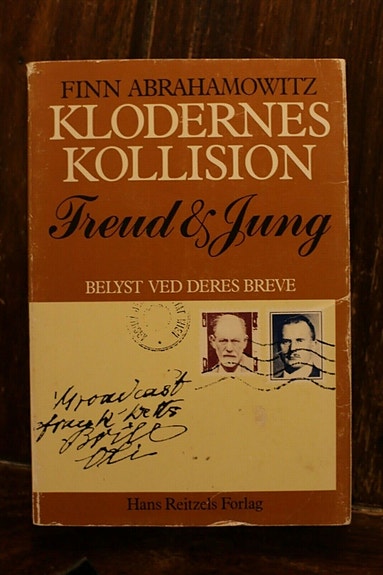 FINN ABRAHAMOWITZ
KLODERNES
KOLLISION
Freud & Jung
BELYST VED DERES BREVE
Hans Reitzels Forlag